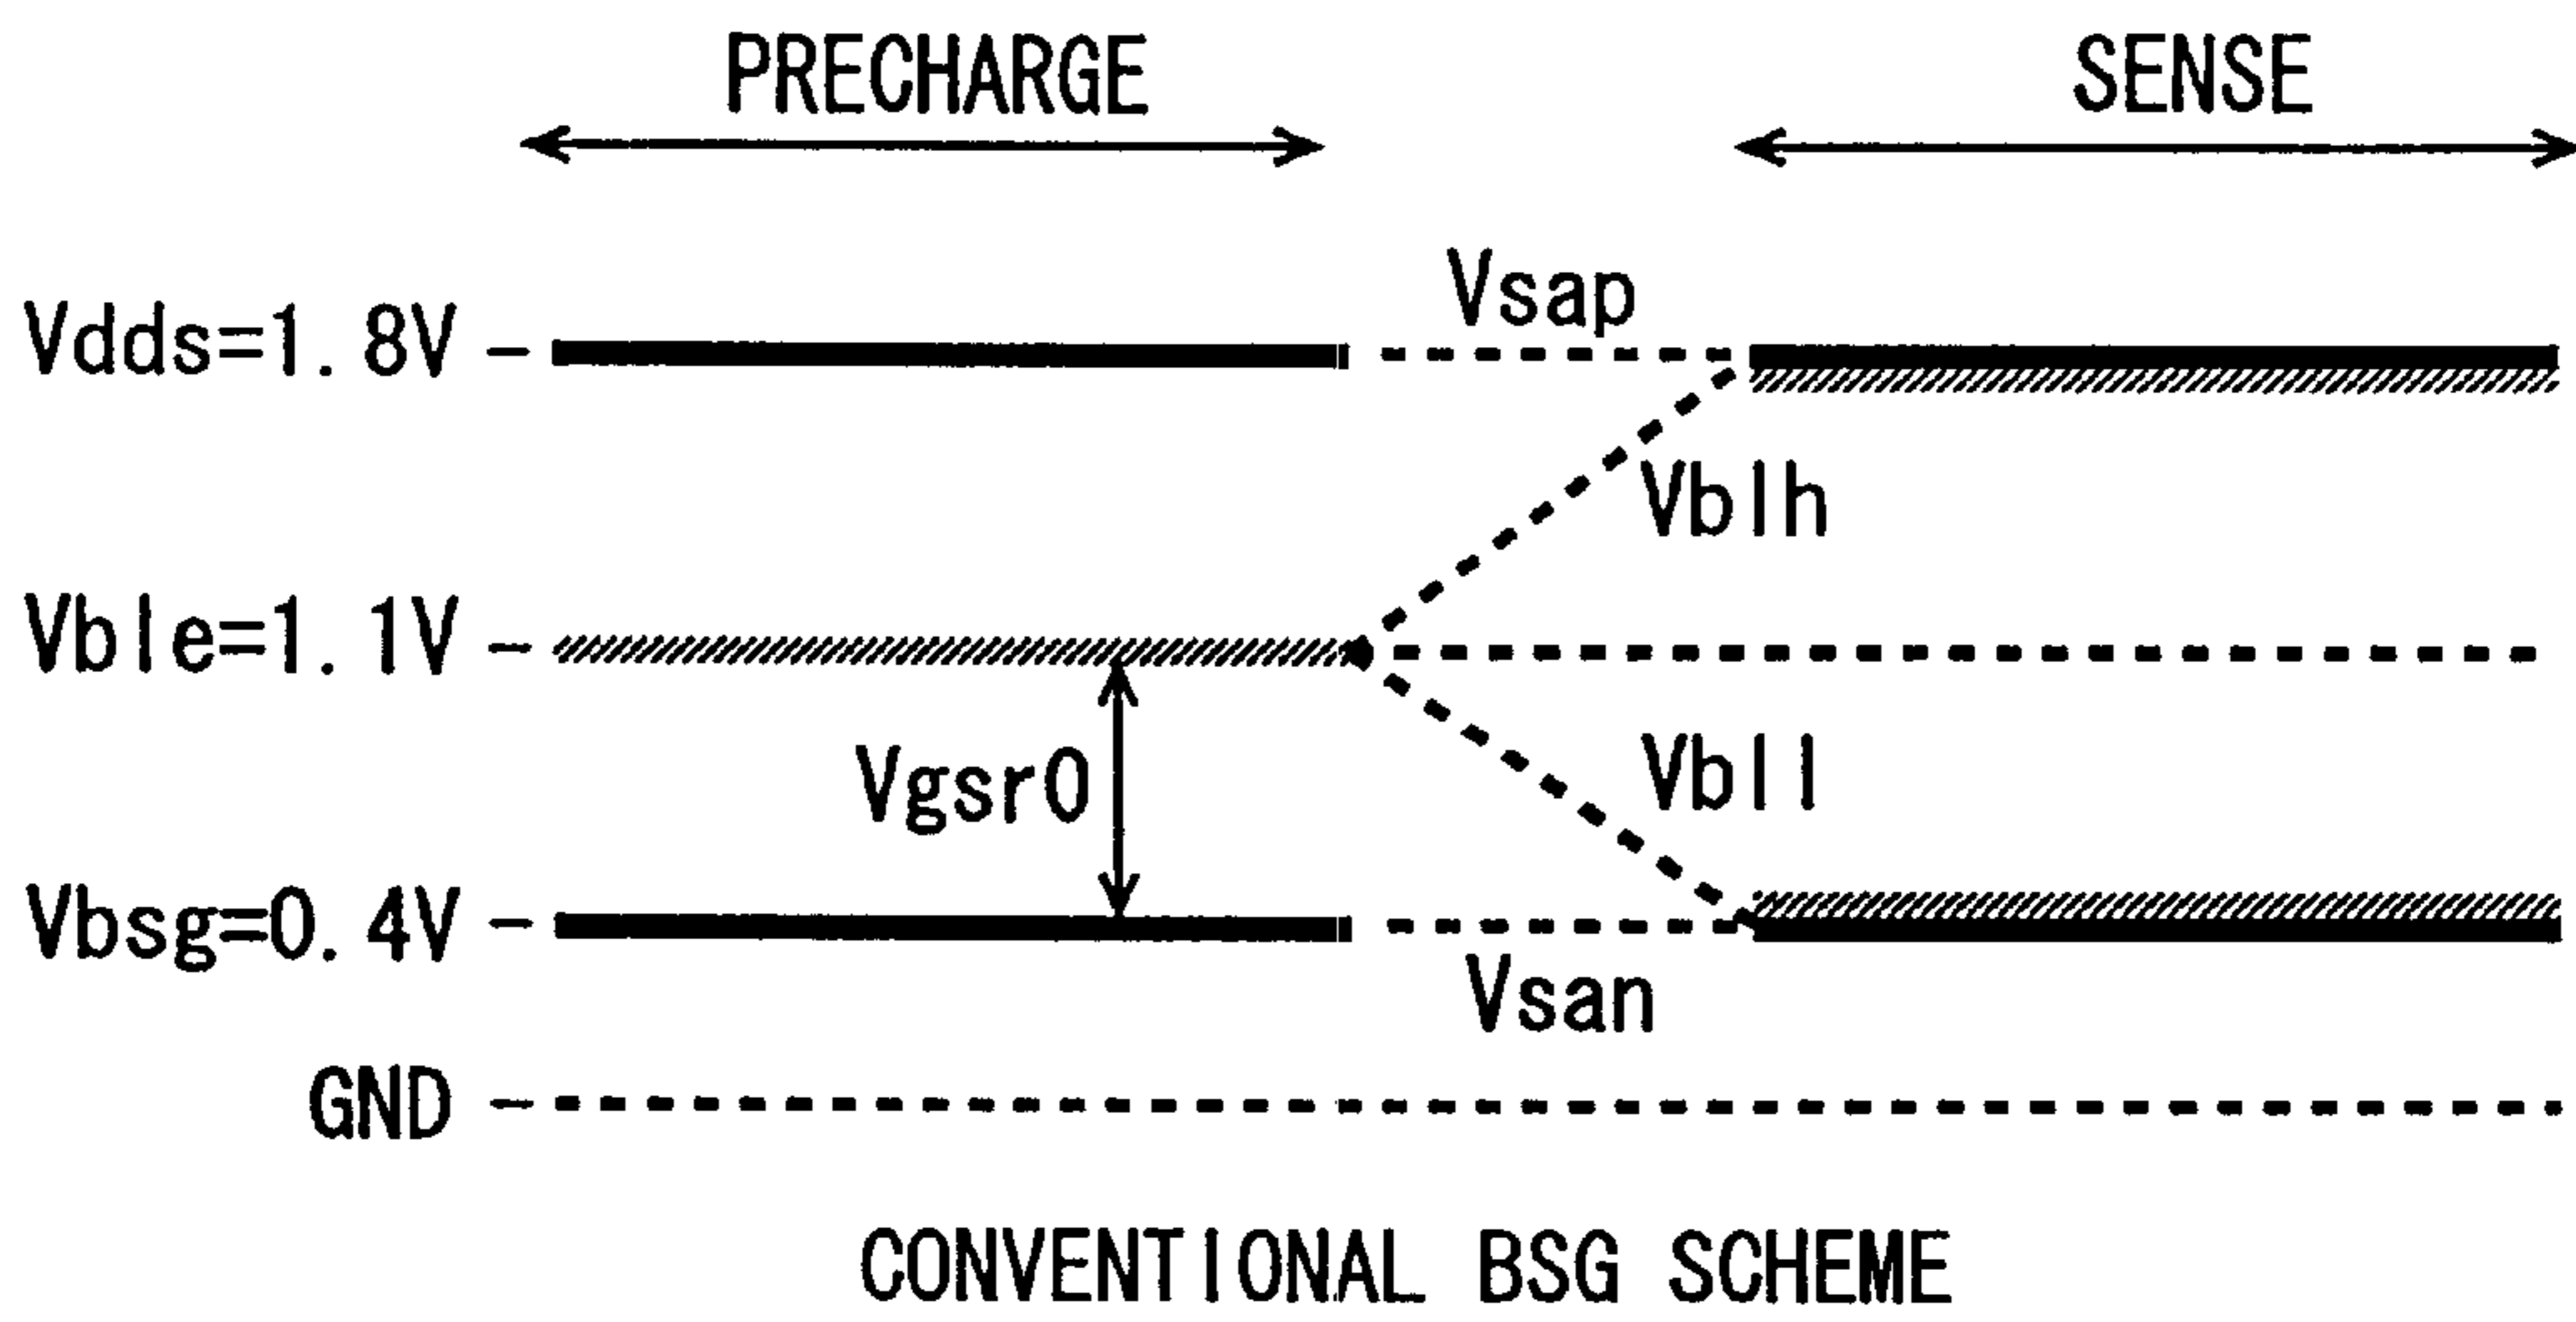 PRECHARGE SENSE
Vsap
Vdds=1.8V
Vblh
Vble=1.1V
Vgsr0 Vbll
Vbsg=0.4V
Vsan
GND
CONVENTIONAL BSG SCHEME